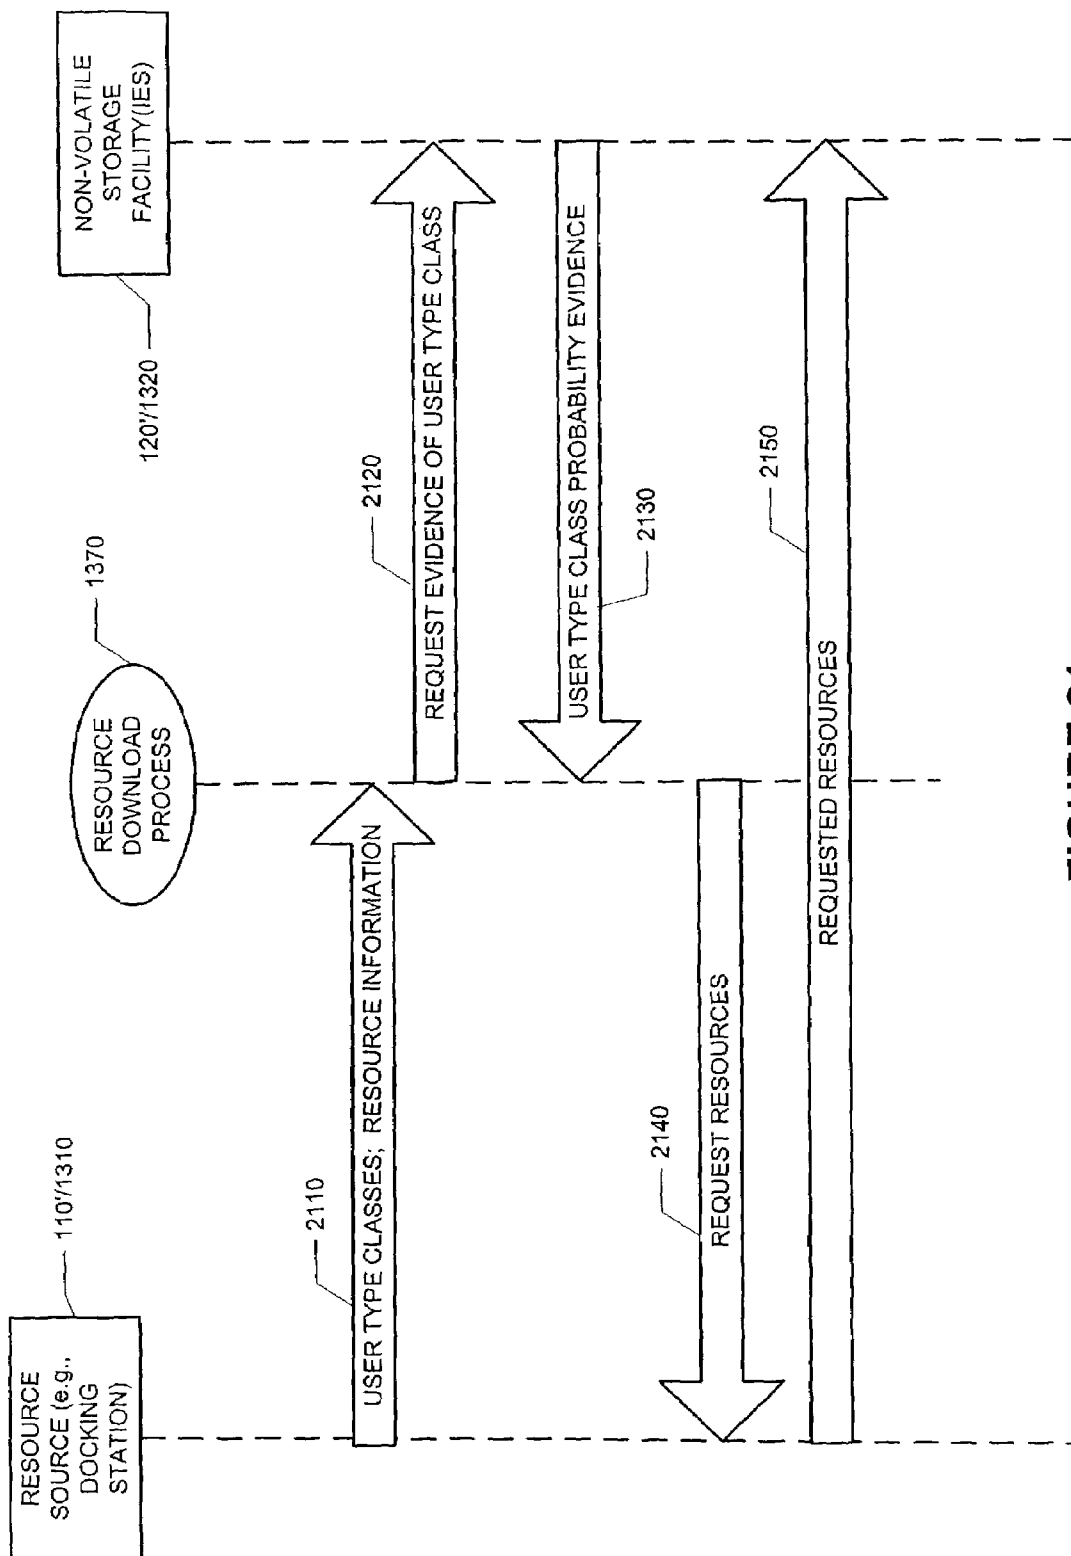 RESOURCE
SOURCE (e.g.,
DOCKING
STATION)
110'/1310
RESOURCE
DOWNLOAD
PROCESS
1370
NON-VOLATILE
STORAGE
FACILITY(IES)
120'/1320
2110
USER TYPE CLASSES; RESOURCE INFORMATION
2120
REQUEST EVIDENCE OF USER TYPE CLASS
USER TYPE CLASS PROBABILITY EVIDENCE
2130
2140
REQUEST RESOURCES
2150
REQUESTED RESOURCES